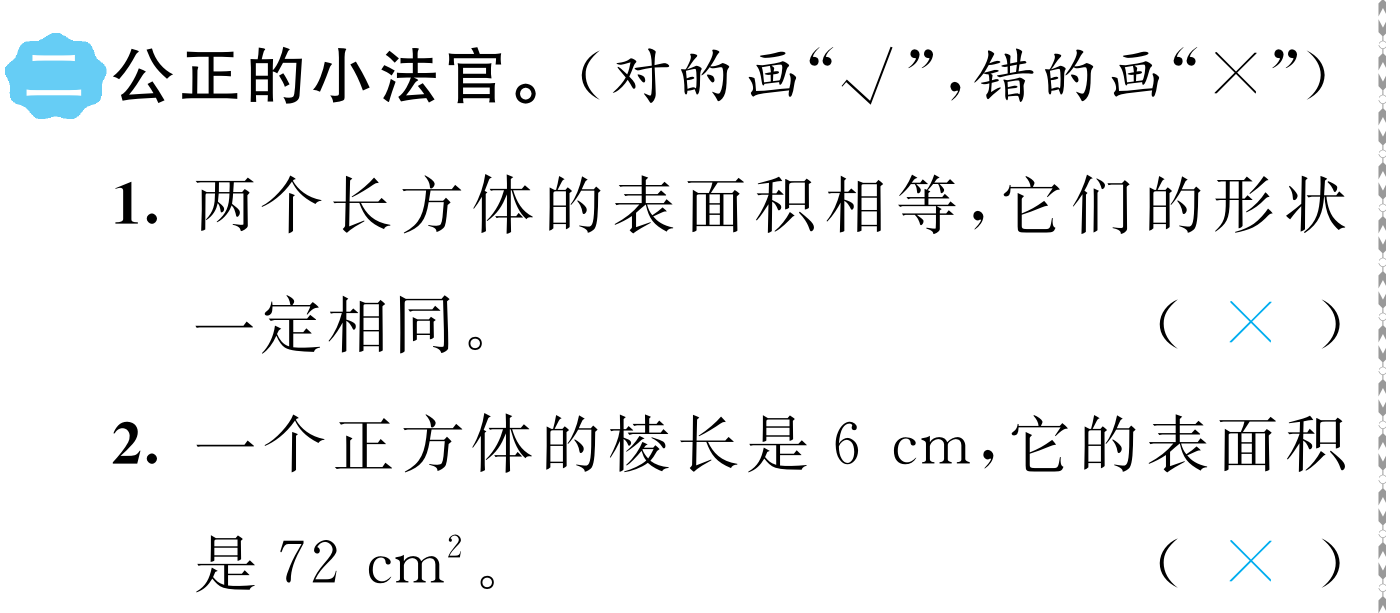 二 公正的小法官。(对的画“√”,错的画“×”)
1. 两个长方体的表面积相等,它们的形状
一定相同。 ( × )
2. 一个正方体的棱长是 6 cm,它的表面积
是 72 cm²。 ( × )